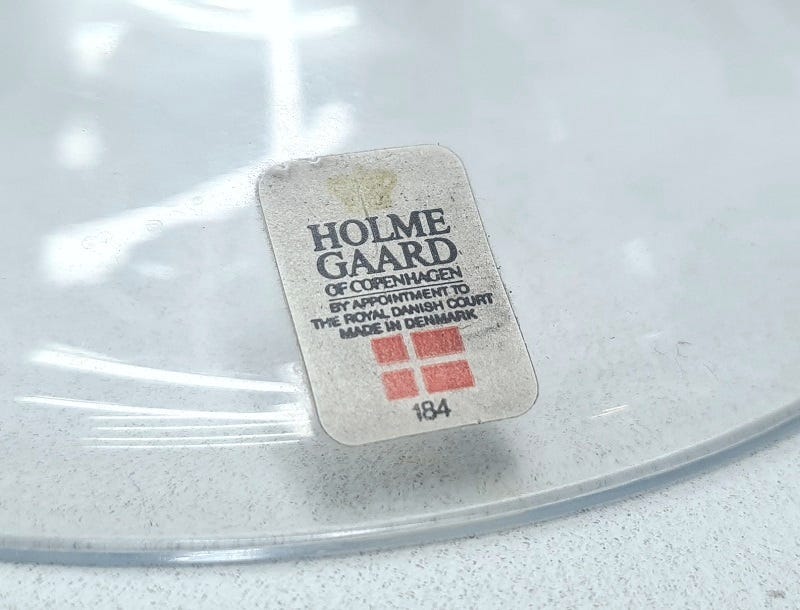 HOLME
GAARD
OF COPENHAGEN
BY APPOINTMENT TO
THE ROYAL DANISH COURT
MADE IN DENMARK
184